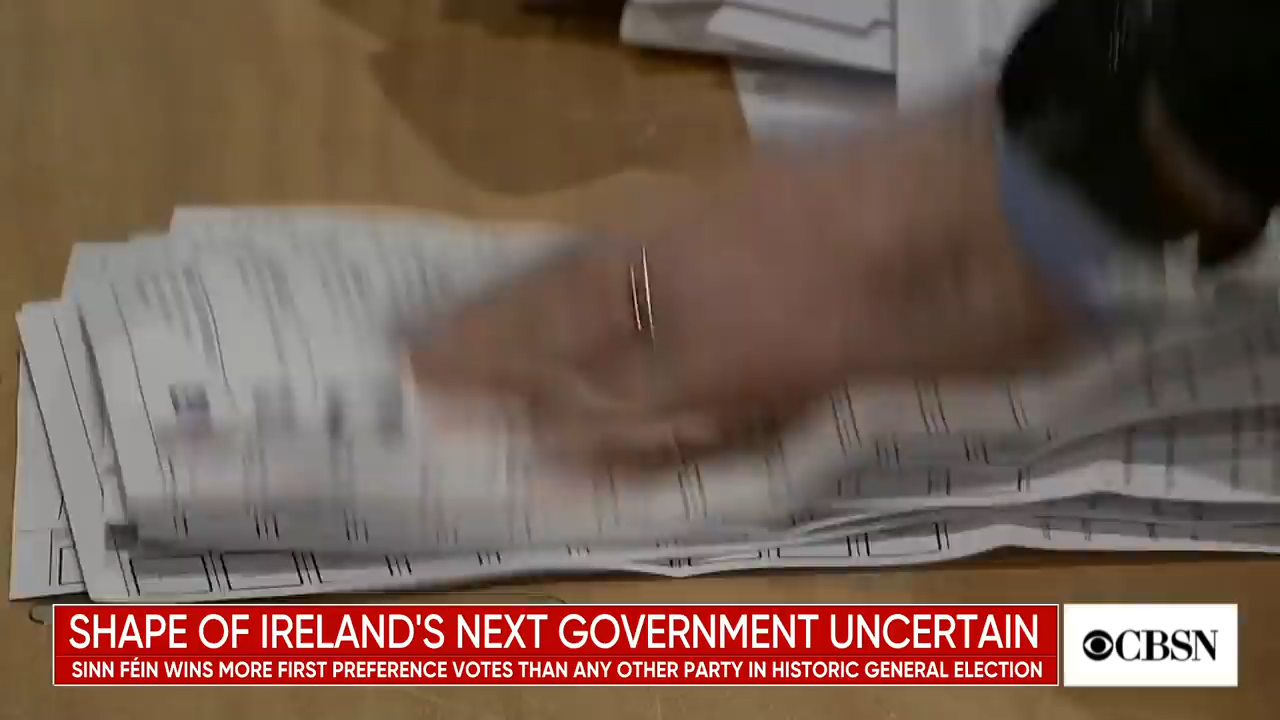 SHAPE OF IRELAND'S NEXT GOVERNMENT UNCERTAIN
SINN FÉIN WINS MORE FIRST PREFERENCE VOTES THAN ANY OTHER PARTY IN HISTORIC GENERAL ELECTION
CBSN